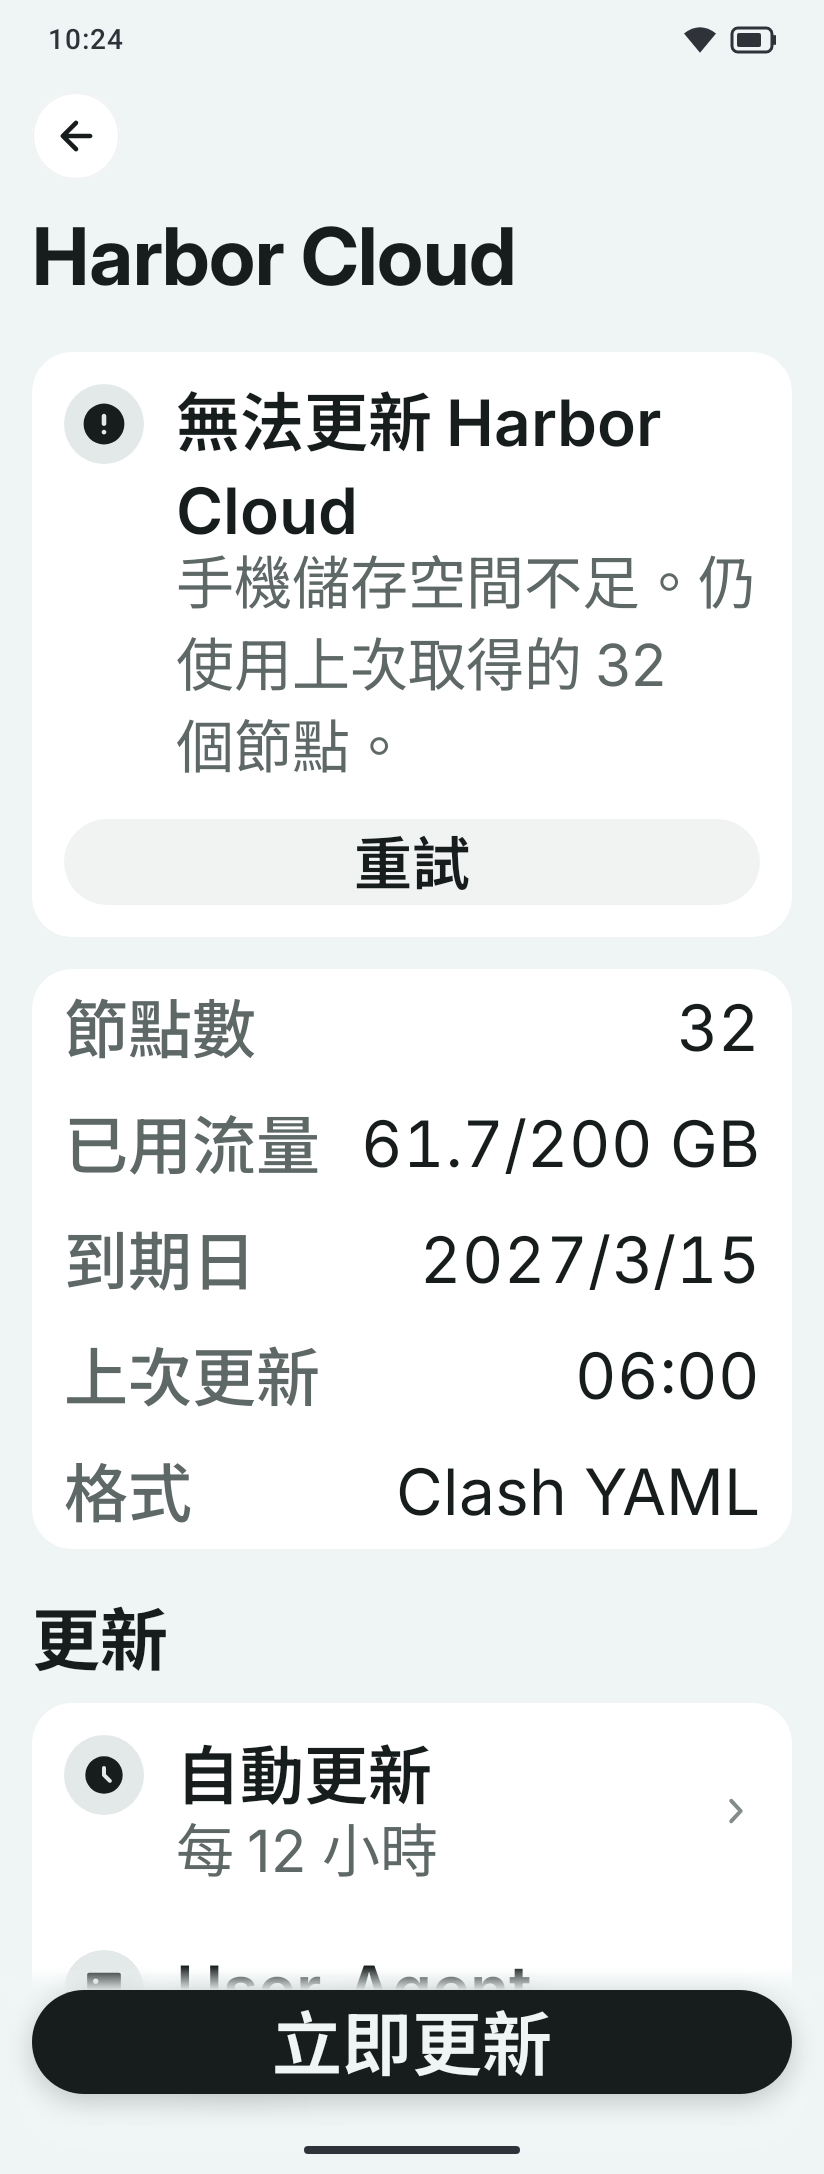 10:24
Harbor Cloud
無法更新 Harbor
Cloud
手機儲存空間不足。仍
使用上次取得的 32
個節點。
重試
節點數 32
已用流量 61.7/200 GB
到期日 2027/3/15
上次更新 06:00
格式 Clash YAML
更新
自動更新
每 12 小時
User-Agent
立即更新